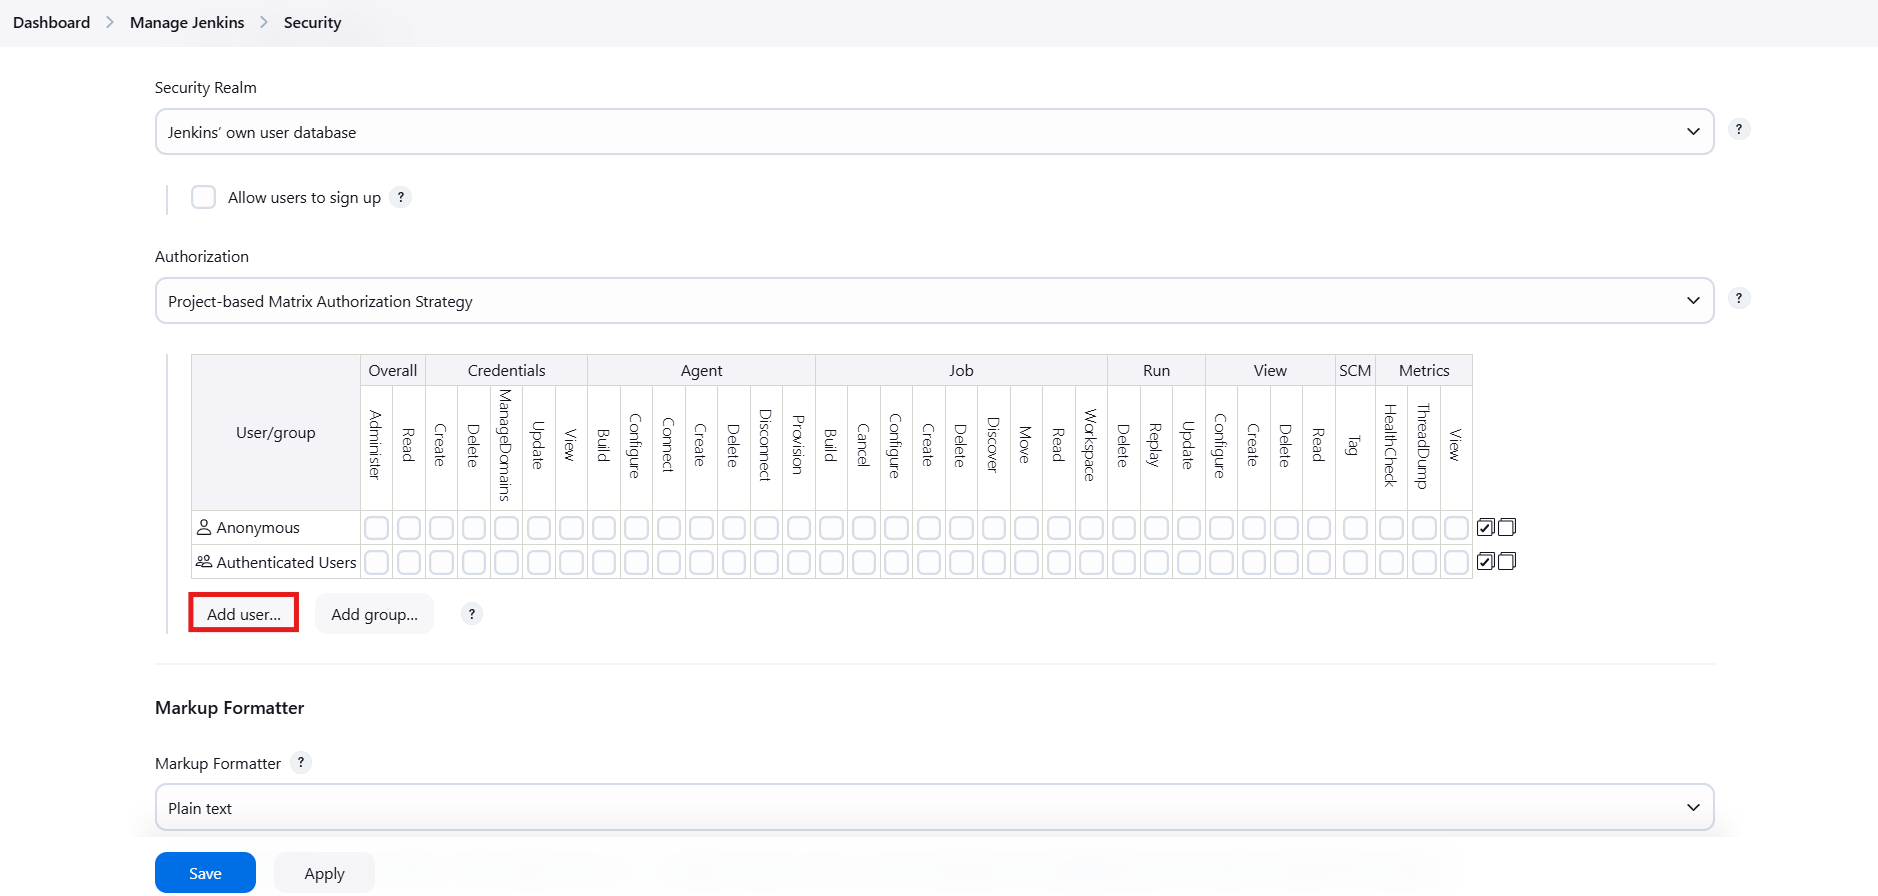 Dashboard > Manage Jenkins > Security
Security Realm
Jenkins’ own user database
?
Allow users to sign up ?
Authorization
Project-based Matrix Authorization Strategy
?
User/group Overall Credentials Agent Job Run View SCM Metrics
Administer Read Create Delete ManageDomains Update View Build Configure Connect Create Delete Disconnect Provision Build Cancel Configure Create Delete Discover Move Read Workspace Delete Replay Update Configure Create Delete Read Tag HealthCheck ThreadDump View
Anonymous
Authenticated Users
Add user... Add group... ?
Markup Formatter
Markup Formatter ?
Plain text
Save Apply